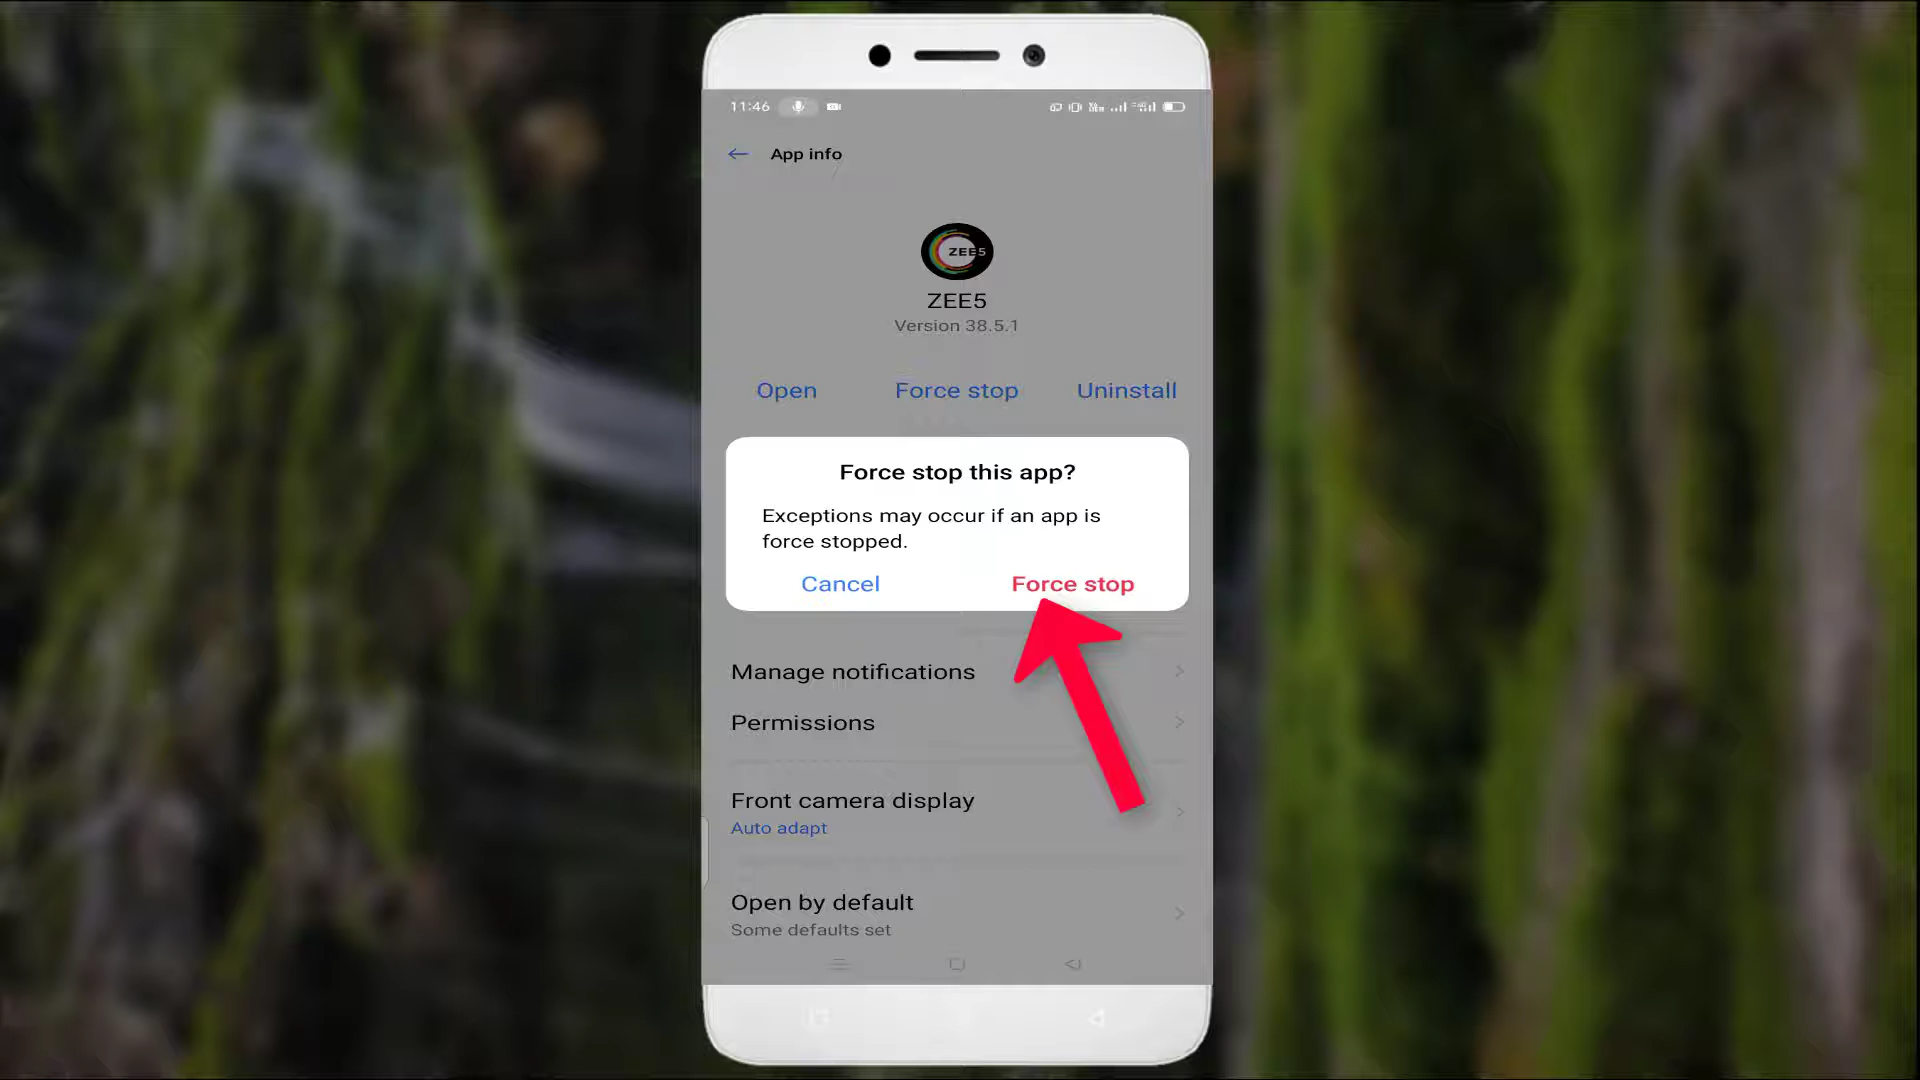 11:46
App info
ZEE5
ZEE5
Version 38.5.1
Open Force stop Uninstall
Force stop this app?
Exceptions may occur if an app is
force stopped.
Cancel Force stop
Manage notifications
Permissions
Front camera display
Auto adapt
Open by default
Some defaults set